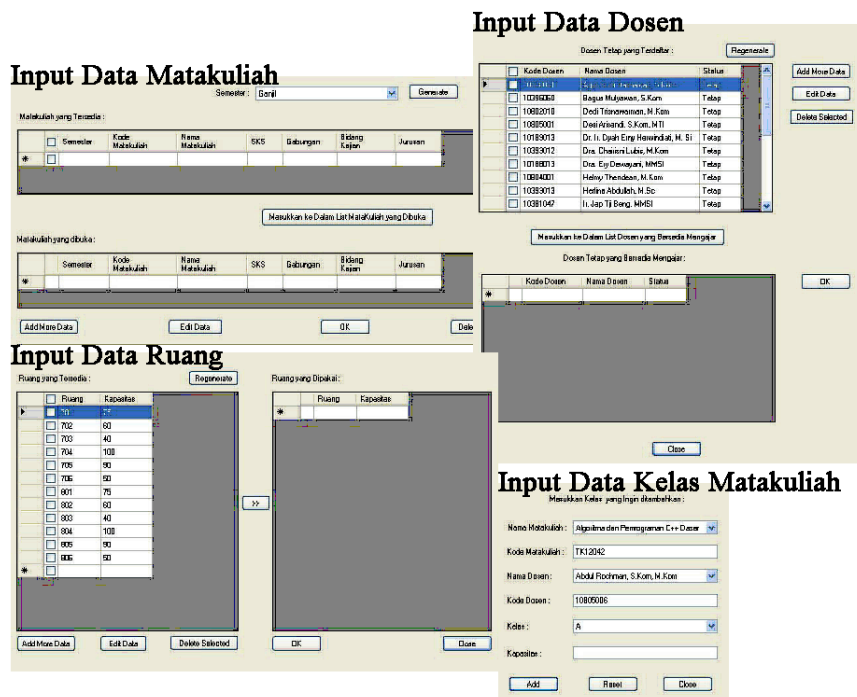 Input Data Matakuliah
Semester : Ganjil Generate
Matakuliah yang Tersedia :
Semester Kode Matakuliah Nama Matakuliah SKS Gabungan Bidang Kajian Jurusan
Masukkan ke Dalam List MataKuliah yang Dibuka
Matakuliah yang dibuka :
Semester Kode Matakuliah Nama Matakuliah SKS Gabungan Bidang Kajian Jurusan
Add More Data Edit Data OK Dele
Input Data Dosen
Dosen Tetap yang Terdaftar : Regenerate
Kode Dosen Nama Dosen Status
10396060 Bagus Mulyawan, S.Kom Tetap
10802010 Dedi Trisnawarman, M.Kom Tetap
10805001 Desi Arisandi, S.Kom, MTI Tetap
10189013 Dr. Ir. Dyah Erny Herwindiati, M. Si Tetap
10393012 Dra. Chairisni Lubis, M.Kom Tetap
10188013 Dra. Ery Dewayani, MMSI Tetap
10804001 Helmy Thendean, M.Kom Tetap
10393013 Herlina Abdullah, M.Sc Tetap
10381047 Ir. Jap Tji Beng, MMSI Tetap
Add More Data
Edit Data
Delete Selected
Masukkan ke Dalam List Dosen yang Bersedia Mengajar
Dosen Tetap yang Bersedia Mengajar :
Kode Dosen Nama Dosen Status
OK
Close
Input Data Ruang
Ruang yang Tersedia : Regenerate
Ruang Kapasitas
701 75
702 60
703 40
704 100
705 90
706 50
801 75
802 60
803 40
804 100
805 90
806 50
>>
Add More Data Edit Data Delete Selected
Ruang yang Dipakai :
Ruang Kapasitas
OK Close
Input Data Kelas Matakuliah
Masukkan Kelas yang Ingin ditambahkan :
Nama Matakuliah : Algoritma dan Pemrograman C++ Dasar
Kode Matakuliah : TK12042
Nama Dosen : Abdul Rochman, S.Kom, M.Kom
Kode Dosen : 10805006
Kelas : A
Kapasitas :
Add Reset Close